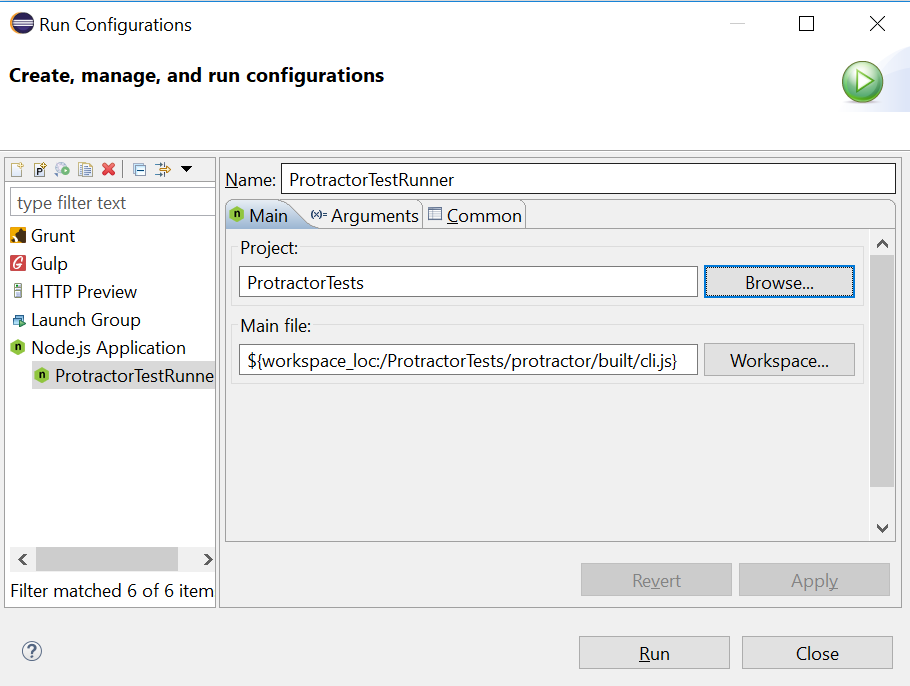 Run Configurations
Create, manage, and run configurations
type filter text
Grunt
Gulp
HTTP Preview
Launch Group
Node.js Application
ProtractorTestRunne
Filter matched 6 of 6 item
Name: ProtractorTestRunner
Main (x)= Arguments Common
Project:
ProtractorTests Browse...
Main file:
${workspace_loc:/ProtractorTests/protractor/built/cli.js} Workspace...
Revert Apply
Run Close